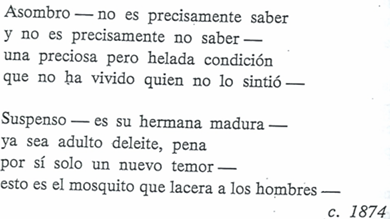 Asombro — no es precisamente saber
y no es precisamente no saber —
una preciosa pero helada condición
que no ha vivido quien no lo sintió —

Suspenso — es su hermana madura —
ya sea adulto deleite, pena
por sí solo un nuevo temor —
esto es el mosquito que lacera a los hombres —
c. 1874